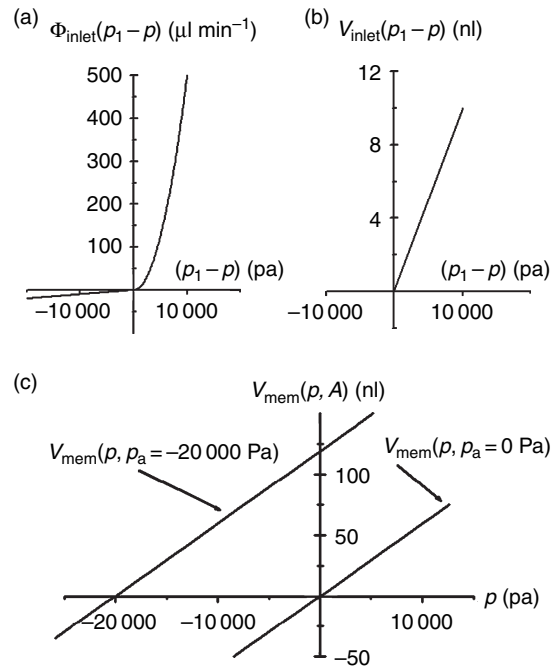 (a) Φinlet(p1 – p) (μl min–1)
500
400
300
200
100
(p1 – p) (pa)
–10 000
10 000
(b) Vinlet(p1 – p) (nl)
12
8
4
(p1 – p) (pa)
–10 000
10 000
(c)
Vmem(p, A) (nl)
Vmem(p, pa = –20 000 Pa)
Vmem(p, pa = 0 Pa)
100
50
p (pa)
–20 000
–10 000
10 000
–50